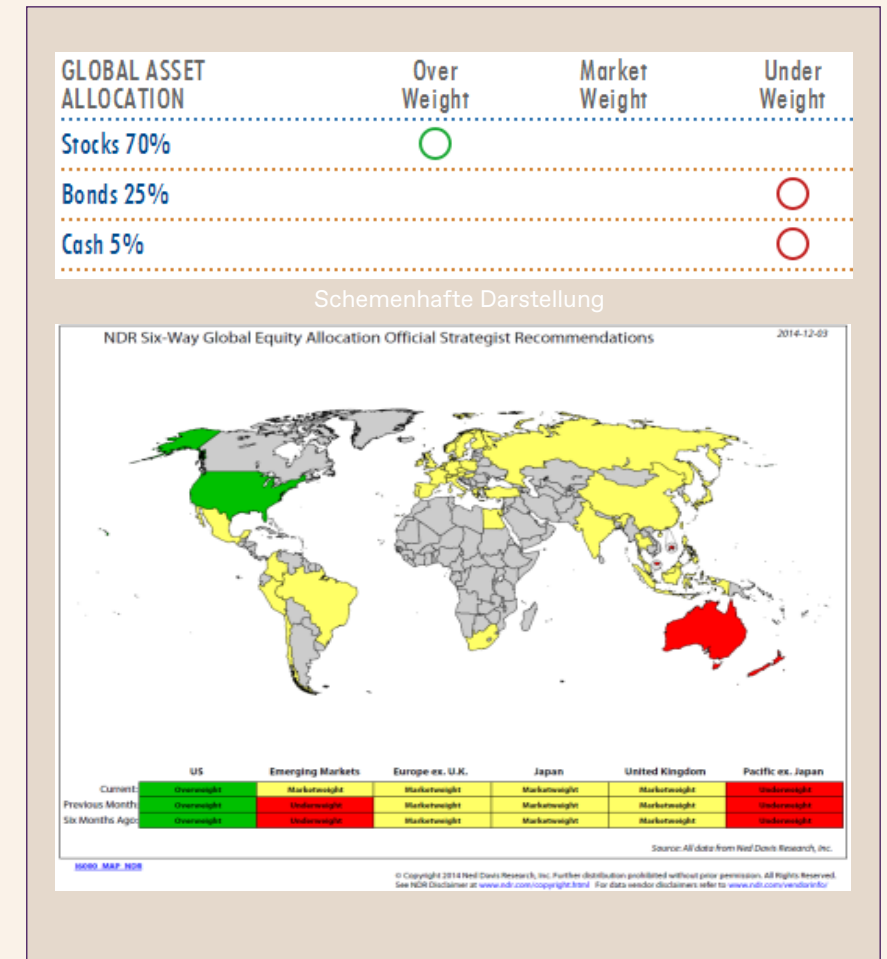 GLOBAL ASSET ALLOCATION Over Weight Market Weight Under Weight
Stocks 70%
Bonds 25%
Cash 5%
Schemenhafte Darstellung
NDR Six-Way Global Equity Allocation Official Strategist Recommendations 2014-12-03
US Emerging Markets Europe ex. U.K. Japan United Kingdom Pacific ex. Japan
Current: Overweight Marketweight Marketweight Marketweight Marketweight Underweight
Previous Month: Overweight Underweight Marketweight Marketweight Marketweight Underweight
Six Months Ago: Overweight Underweight Marketweight Marketweight Marketweight Underweight
Source: All data from Ned Davis Research, Inc.
© Copyright 2014 Ned Davis Research, Inc. Further distribution prohibited without prior permission. All Rights Reserved.
See NDR Disclaimer at www.ndr.com/copyright.html For data vendor disclaimers refer to www.ndr.com/vendorinfo/